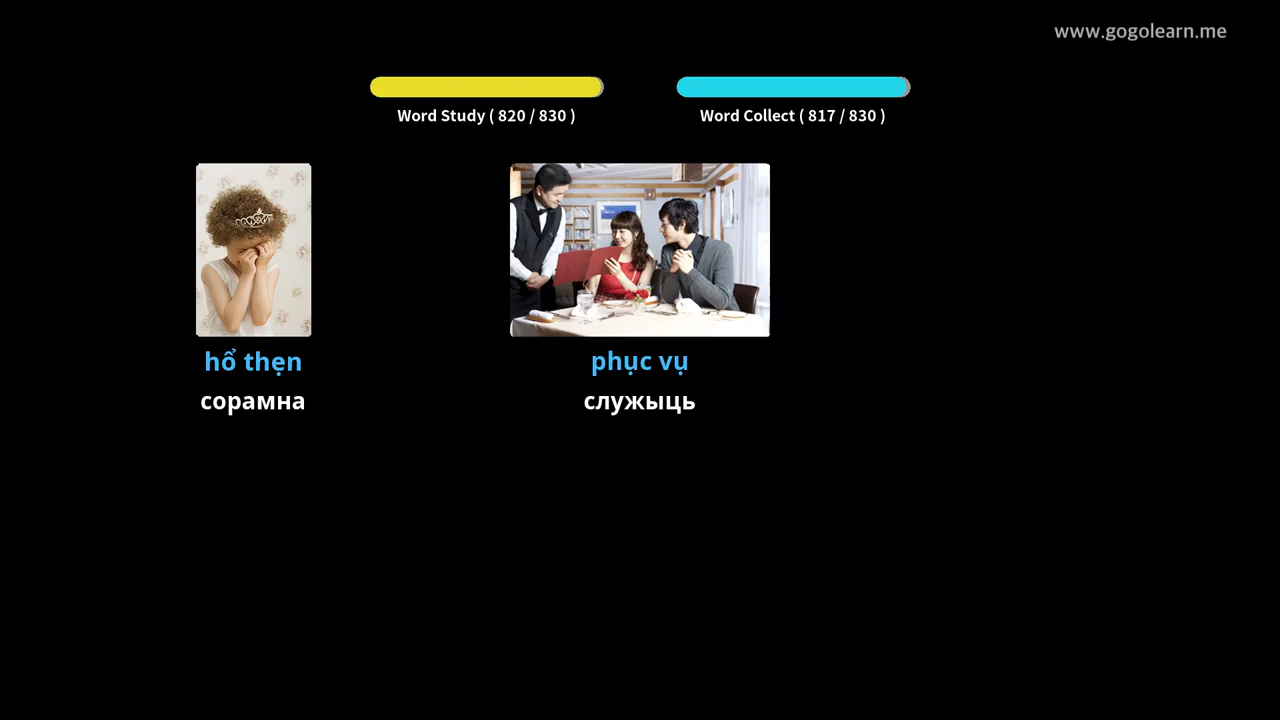 www.gogolearn.me
Word Study ( 820 / 830 )
Word Collect ( 817 / 830 )
hổ thẹn
phục vụ
сорамна
служыць